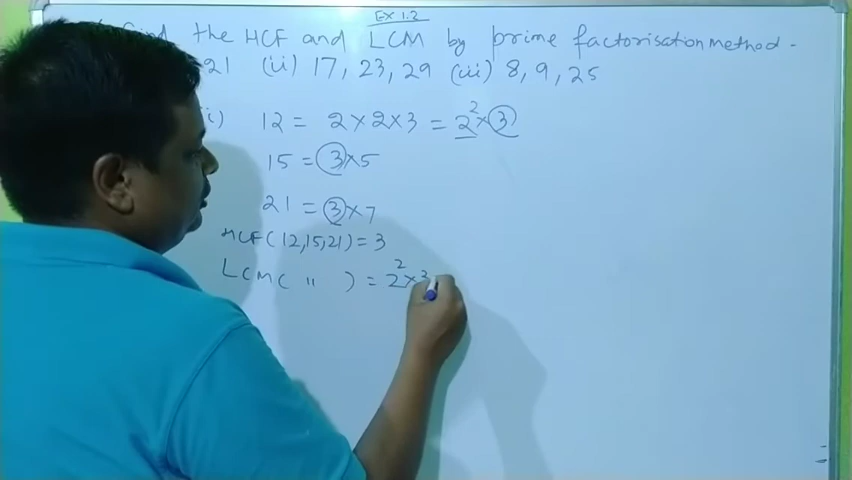 Ex 1.2
Find the HCF and LCM by prime factorisation method.
21 (ii) 17, 23, 29 (iii) 8, 9, 25
i) 12 = 2×2×3 = 2²×3
15 = 3×5
21 = 3×7
HCF(12,15,21) = 3
LCM( " ) = 2²×3